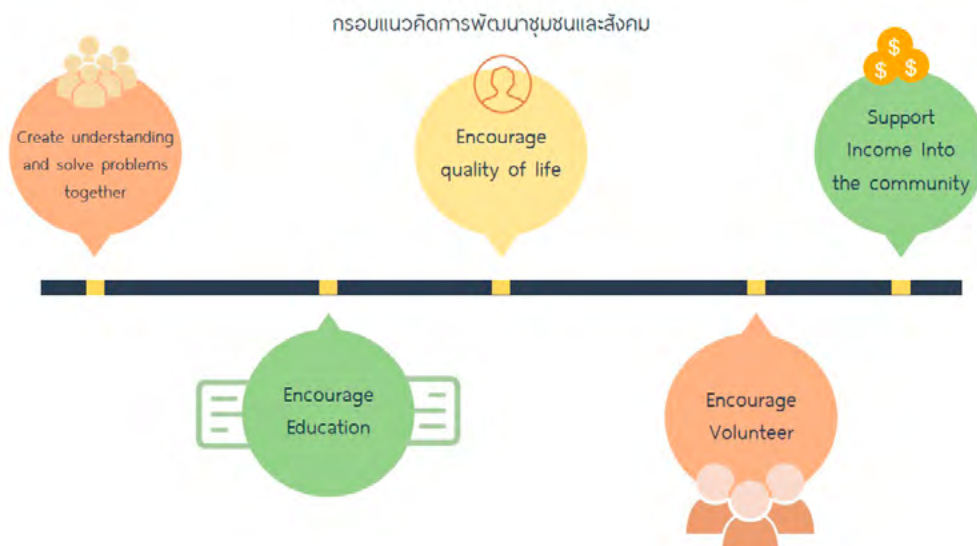 กรอบแนวคิดการพัฒนาชุมชนและสังคม
Create understanding
and solve problems
together
Encourage
Education
Encourage
quality of life
Encourage
Volunteer
$
$ $
Support
Income Into
the community